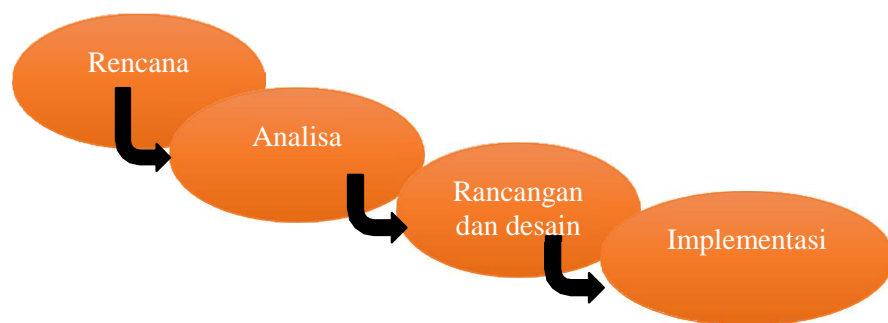 Rencana
Analisa
Rancangan
dan desain
Implementasi